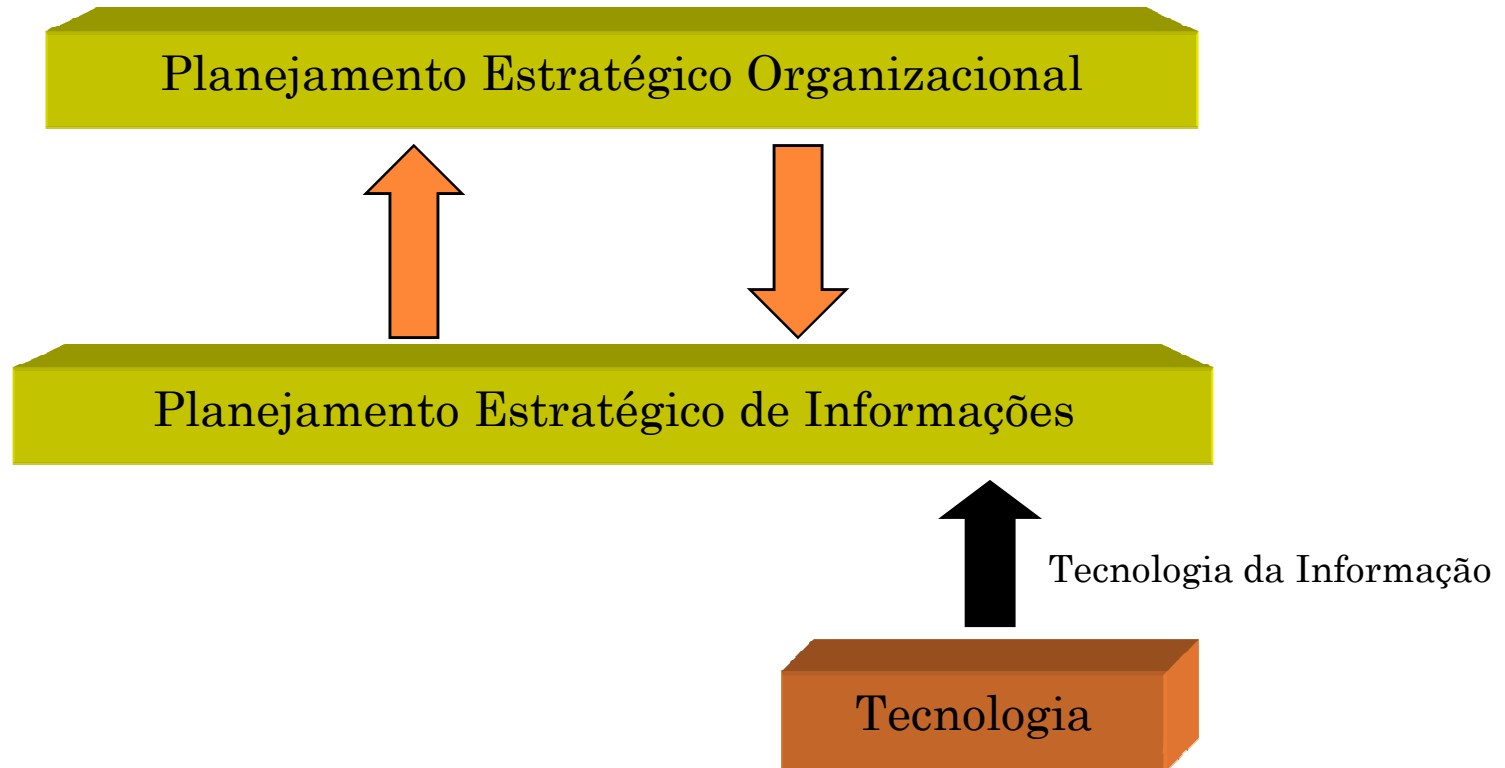 Planejamento Estratégico Organizacional
Planejamento Estratégico de Informações
Tecnologia da Informação
Tecnologia